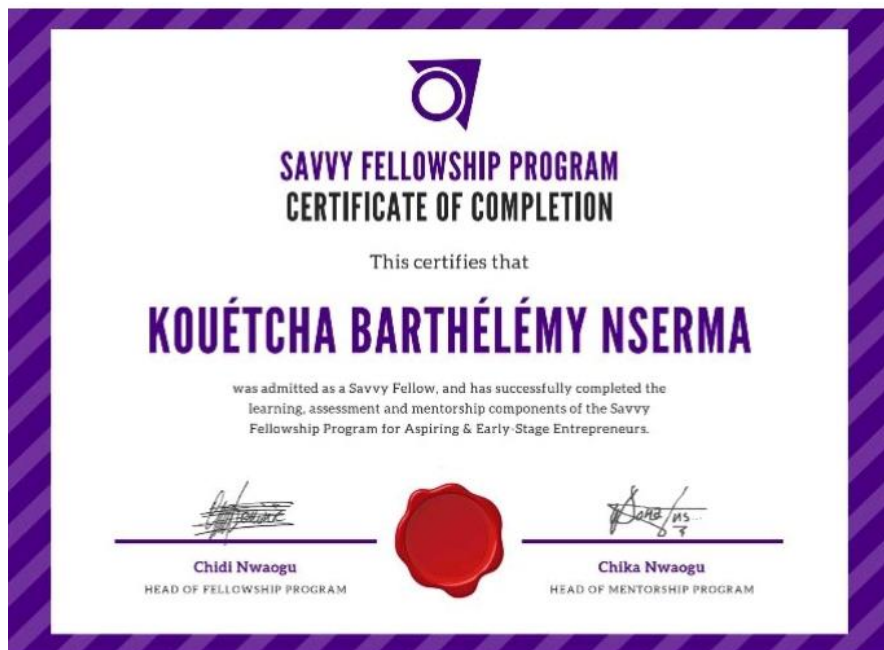 SAVVY FELLOWSHIP PROGRAM
CERTIFICATE OF COMPLETION
This certifies that
KOUÉTCHA BARTHÉLÉMY NSERMA
was admitted as a Savvy Fellow, and has successfully completed the
learning, assessment and mentorship components of the Savvy
Fellowship Program for Aspiring & Early-Stage Entrepreneurs.
Chidi Nwaogu
HEAD OF FELLOWSHIP PROGRAM
Chika Nwaogu
HEAD OF MENTORSHIP PROGRAM